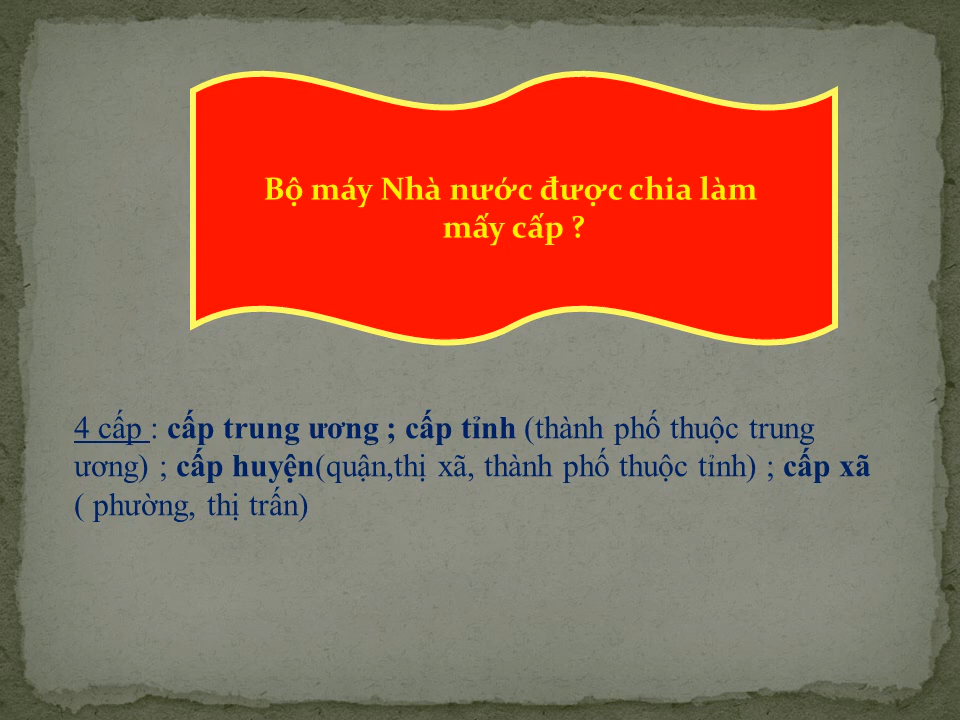 Bộ máy Nhà nước được chia làm
mấy cấp ?
4 cấp : cấp trung ương ; cấp tỉnh (thành phố thuộc trung
ương) ; cấp huyện(quận,thị xã, thành phố thuộc tỉnh) ; cấp xã
( phường, thị trấn)